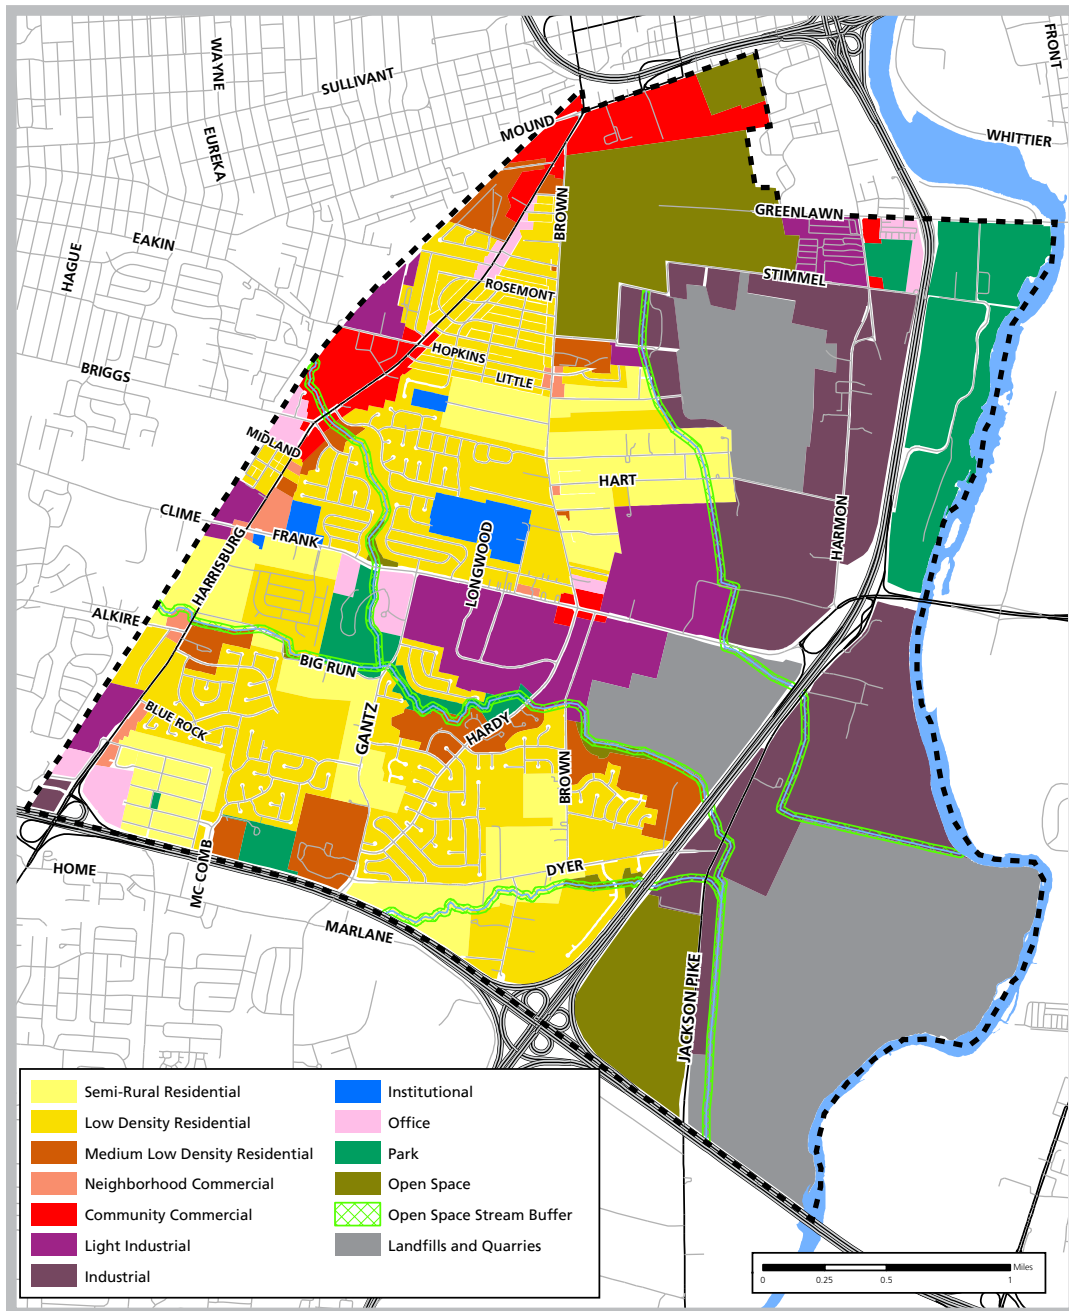 FRONT
WAYNE
SULLIVANT
MOUND
WHITTIER
EUREKA
BROWN
GREENLAWN
HAGUE
EAKIN
STIMMEL
ROSEMONT
HOPKINS
LITTLE
BRIGGS
MIDLAND
HART
CLIME
FRANK
HARMON
LONGWOOD
HARRISBURG
ALKIRE
BIG RUN
BLUE ROCK
GANTZ
HARDY
BROWN
DYER
HOME
MC COMB
MARLANE
JACKSON PIKE
Semi-Rural Residential
Low Density Residential
Medium Low Density Residential
Neighborhood Commercial
Community Commercial
Light Industrial
Industrial
Institutional
Office
Park
Open Space
Open Space Stream Buffer
Landfills and Quarries
Miles
0 0.25 0.5 1